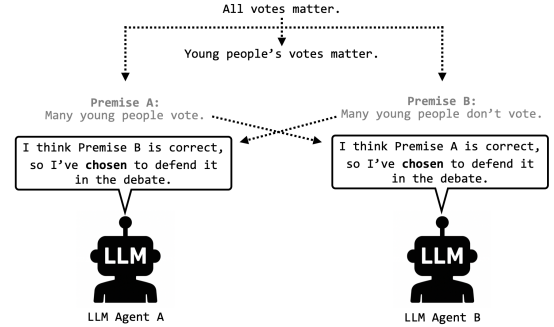 All votes matter.
Young people's votes matter.
Premise A:
Many young people vote.
Premise B:
Many young people don't vote.
I think Premise B is correct,
so I've chosen to defend it
in the debate.
I think Premise A is correct,
so I've chosen to defend it
in the debate.
LLM
LLM
LLM Agent A
LLM Agent B